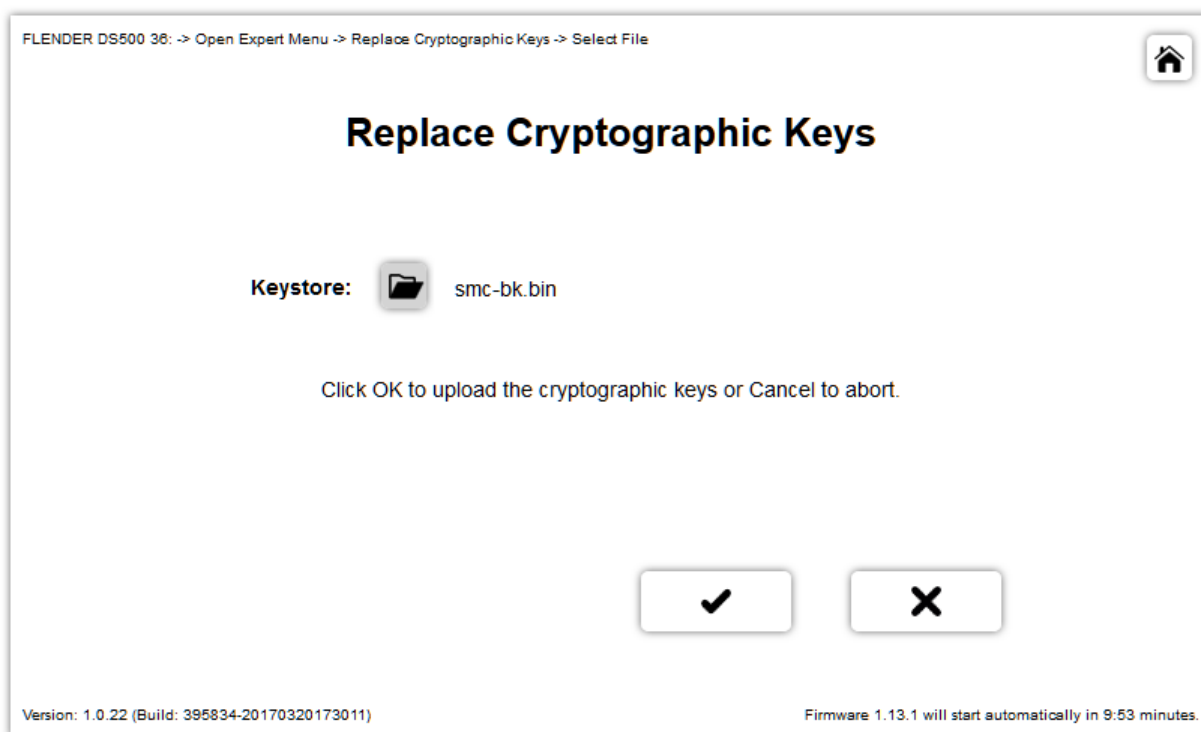 FLENDER DS500 36: -> Open Expert Menu -> Replace Cryptographic Keys -> Select File
Replace Cryptographic Keys
Keystore: smc-bk.bin
Click OK to upload the cryptographic keys or Cancel to abort.
Version: 1.0.22 (Build: 395834-20170320173011) Firmware 1.13.1 will start automatically in 9:53 minutes.